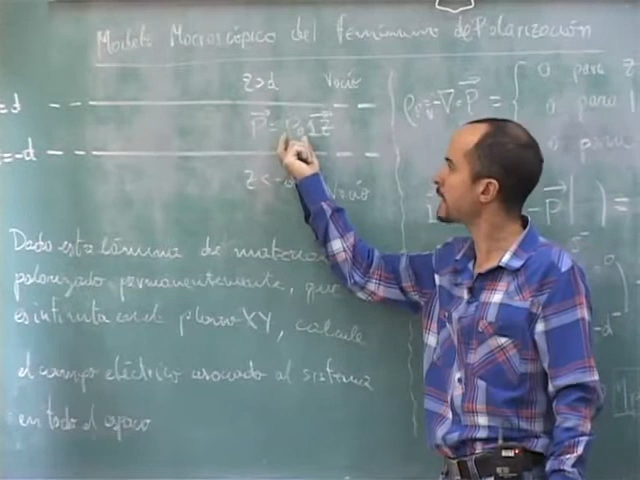 Modelo Macroscópico del fenómeno de Polarización
z>d Vacío
=d
P = P₀ 1z
=-d
z<- Vacío
Dada esta lámina de material
polarizado permanentemente, que
es infinita en el plano XY, calcule
el campo eléctrico asociado al sistema
en todo el espacio
ρ = -∇·P = { 0 para z
0 para
0 para
-P| ) =